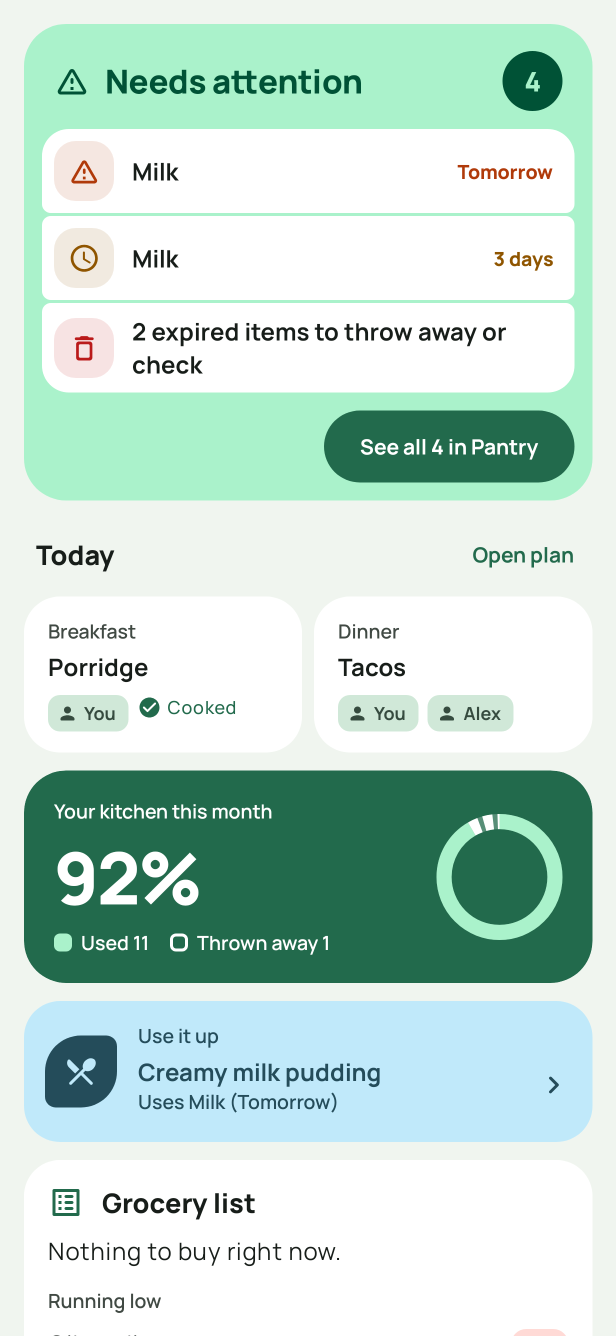 Needs attention
4
Milk
Tomorrow
Milk
3 days
2 expired items to throw away or
check
See all 4 in Pantry
Today
Open plan
Breakfast
Porridge
You
Cooked
Dinner
Tacos
You
Alex
Your kitchen this month
92%
Used 11
Thrown away 1
Use it up
Creamy milk pudding
Uses Milk (Tomorrow)
Grocery list
Nothing to buy right now.
Running low